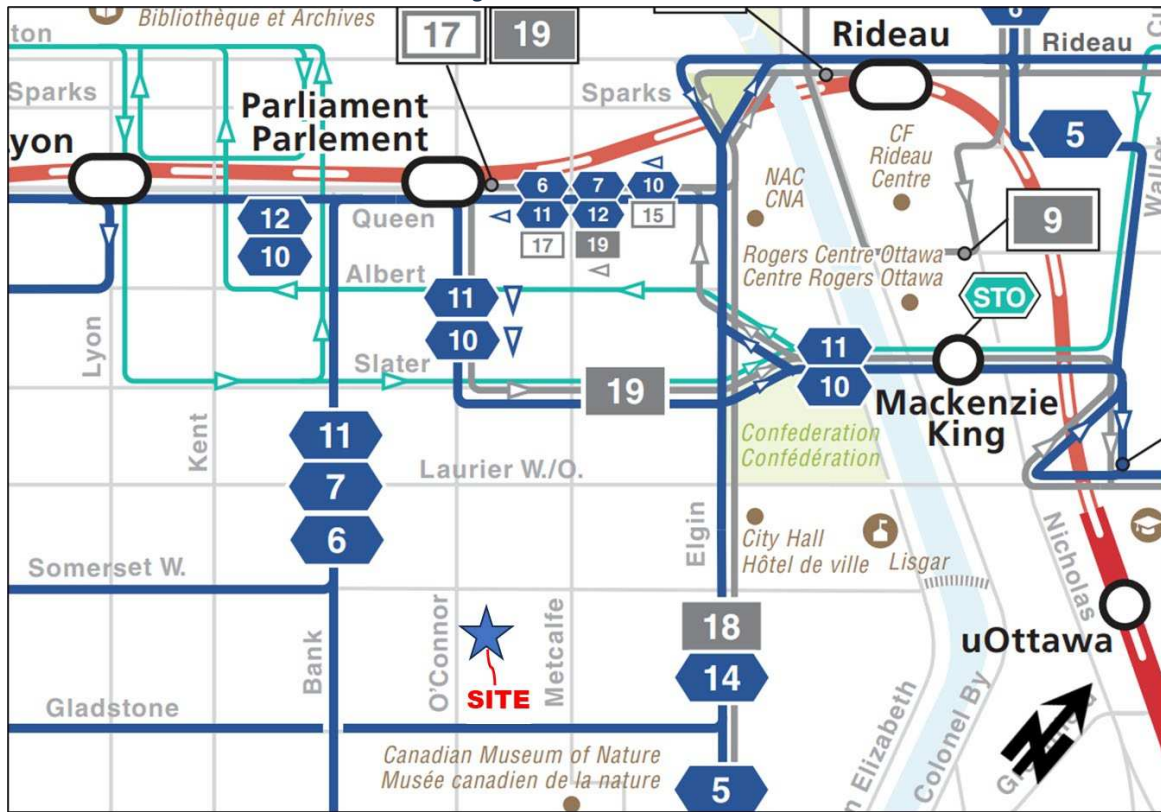 Bibliothèque et Archives
17
19
6
Rideau
Rideau
ton
Sparks
Sparks
Parliament
Parlement
yon
CF
Rideau
Centre
5
Waller
6
7
10
NAC
CNA
12
10
Queen
11
12
15
17
19
9
Albert
Rogers Centre Ottawa
Centre Rogers Ottawa
STO
11
10
Lyon
Slater
11
10
19
Mackenzie
King
Kent
11
7
6
Laurier W./O.
Confederation
Confédération
Elgin
City Hall
Hôtel de ville
Lisgar
Nicholas
Somerset W.
O'Connor
Metcalfe
18
14
uOttawa
Bank
SITE
Gladstone
Canadian Museum of Nature
Musée canadien de la nature
5
n Elizabeth
Colonel By
N